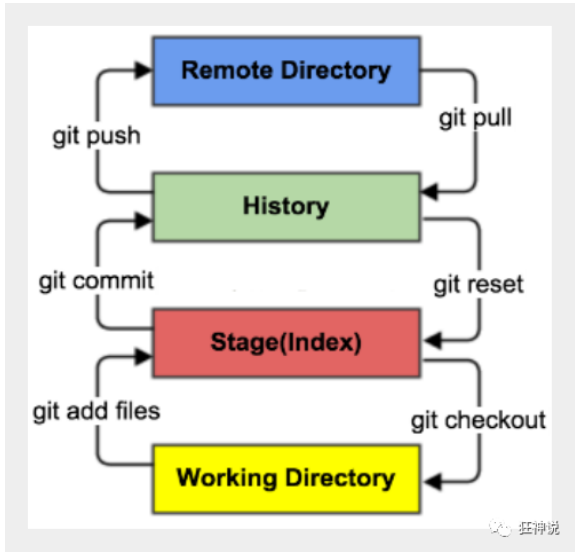 Remote Directory
git push
git pull
History
git commit
git reset
Stage(Index)
git add files
git checkout
Working Directory
狂神说